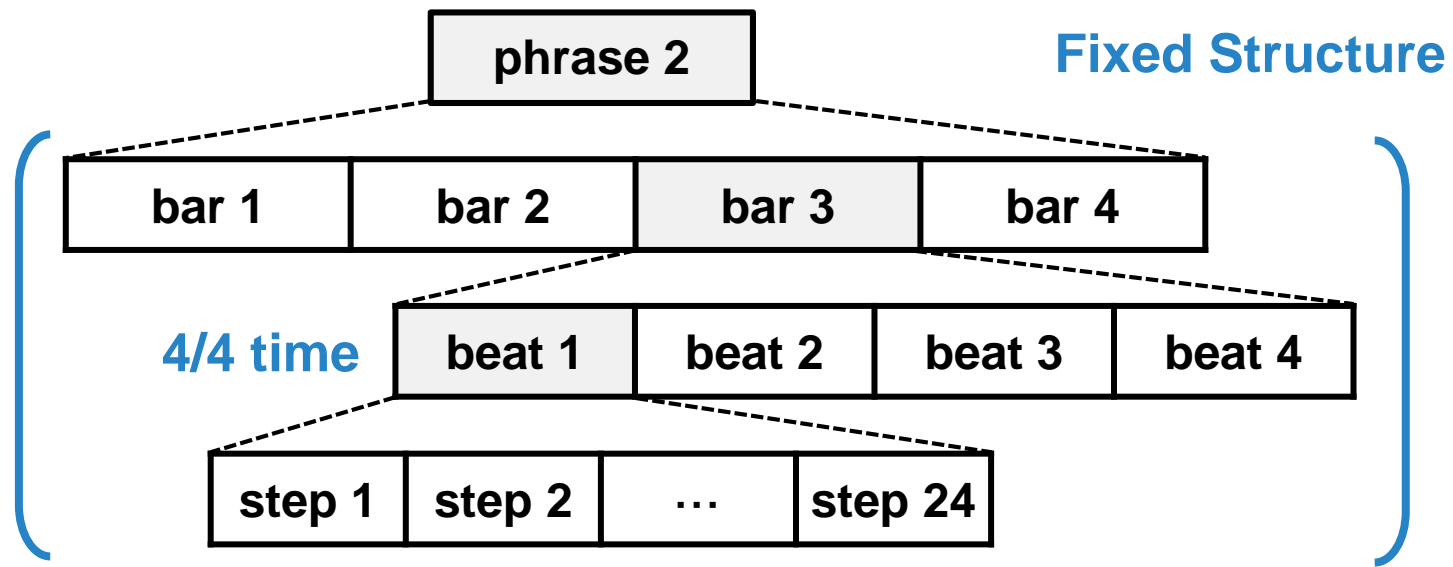 phrase 2
Fixed Structure
bar 1 bar 2 bar 3 bar 4
4/4 time beat 1 beat 2 beat 3 beat 4
step 1 step 2 ... step 24